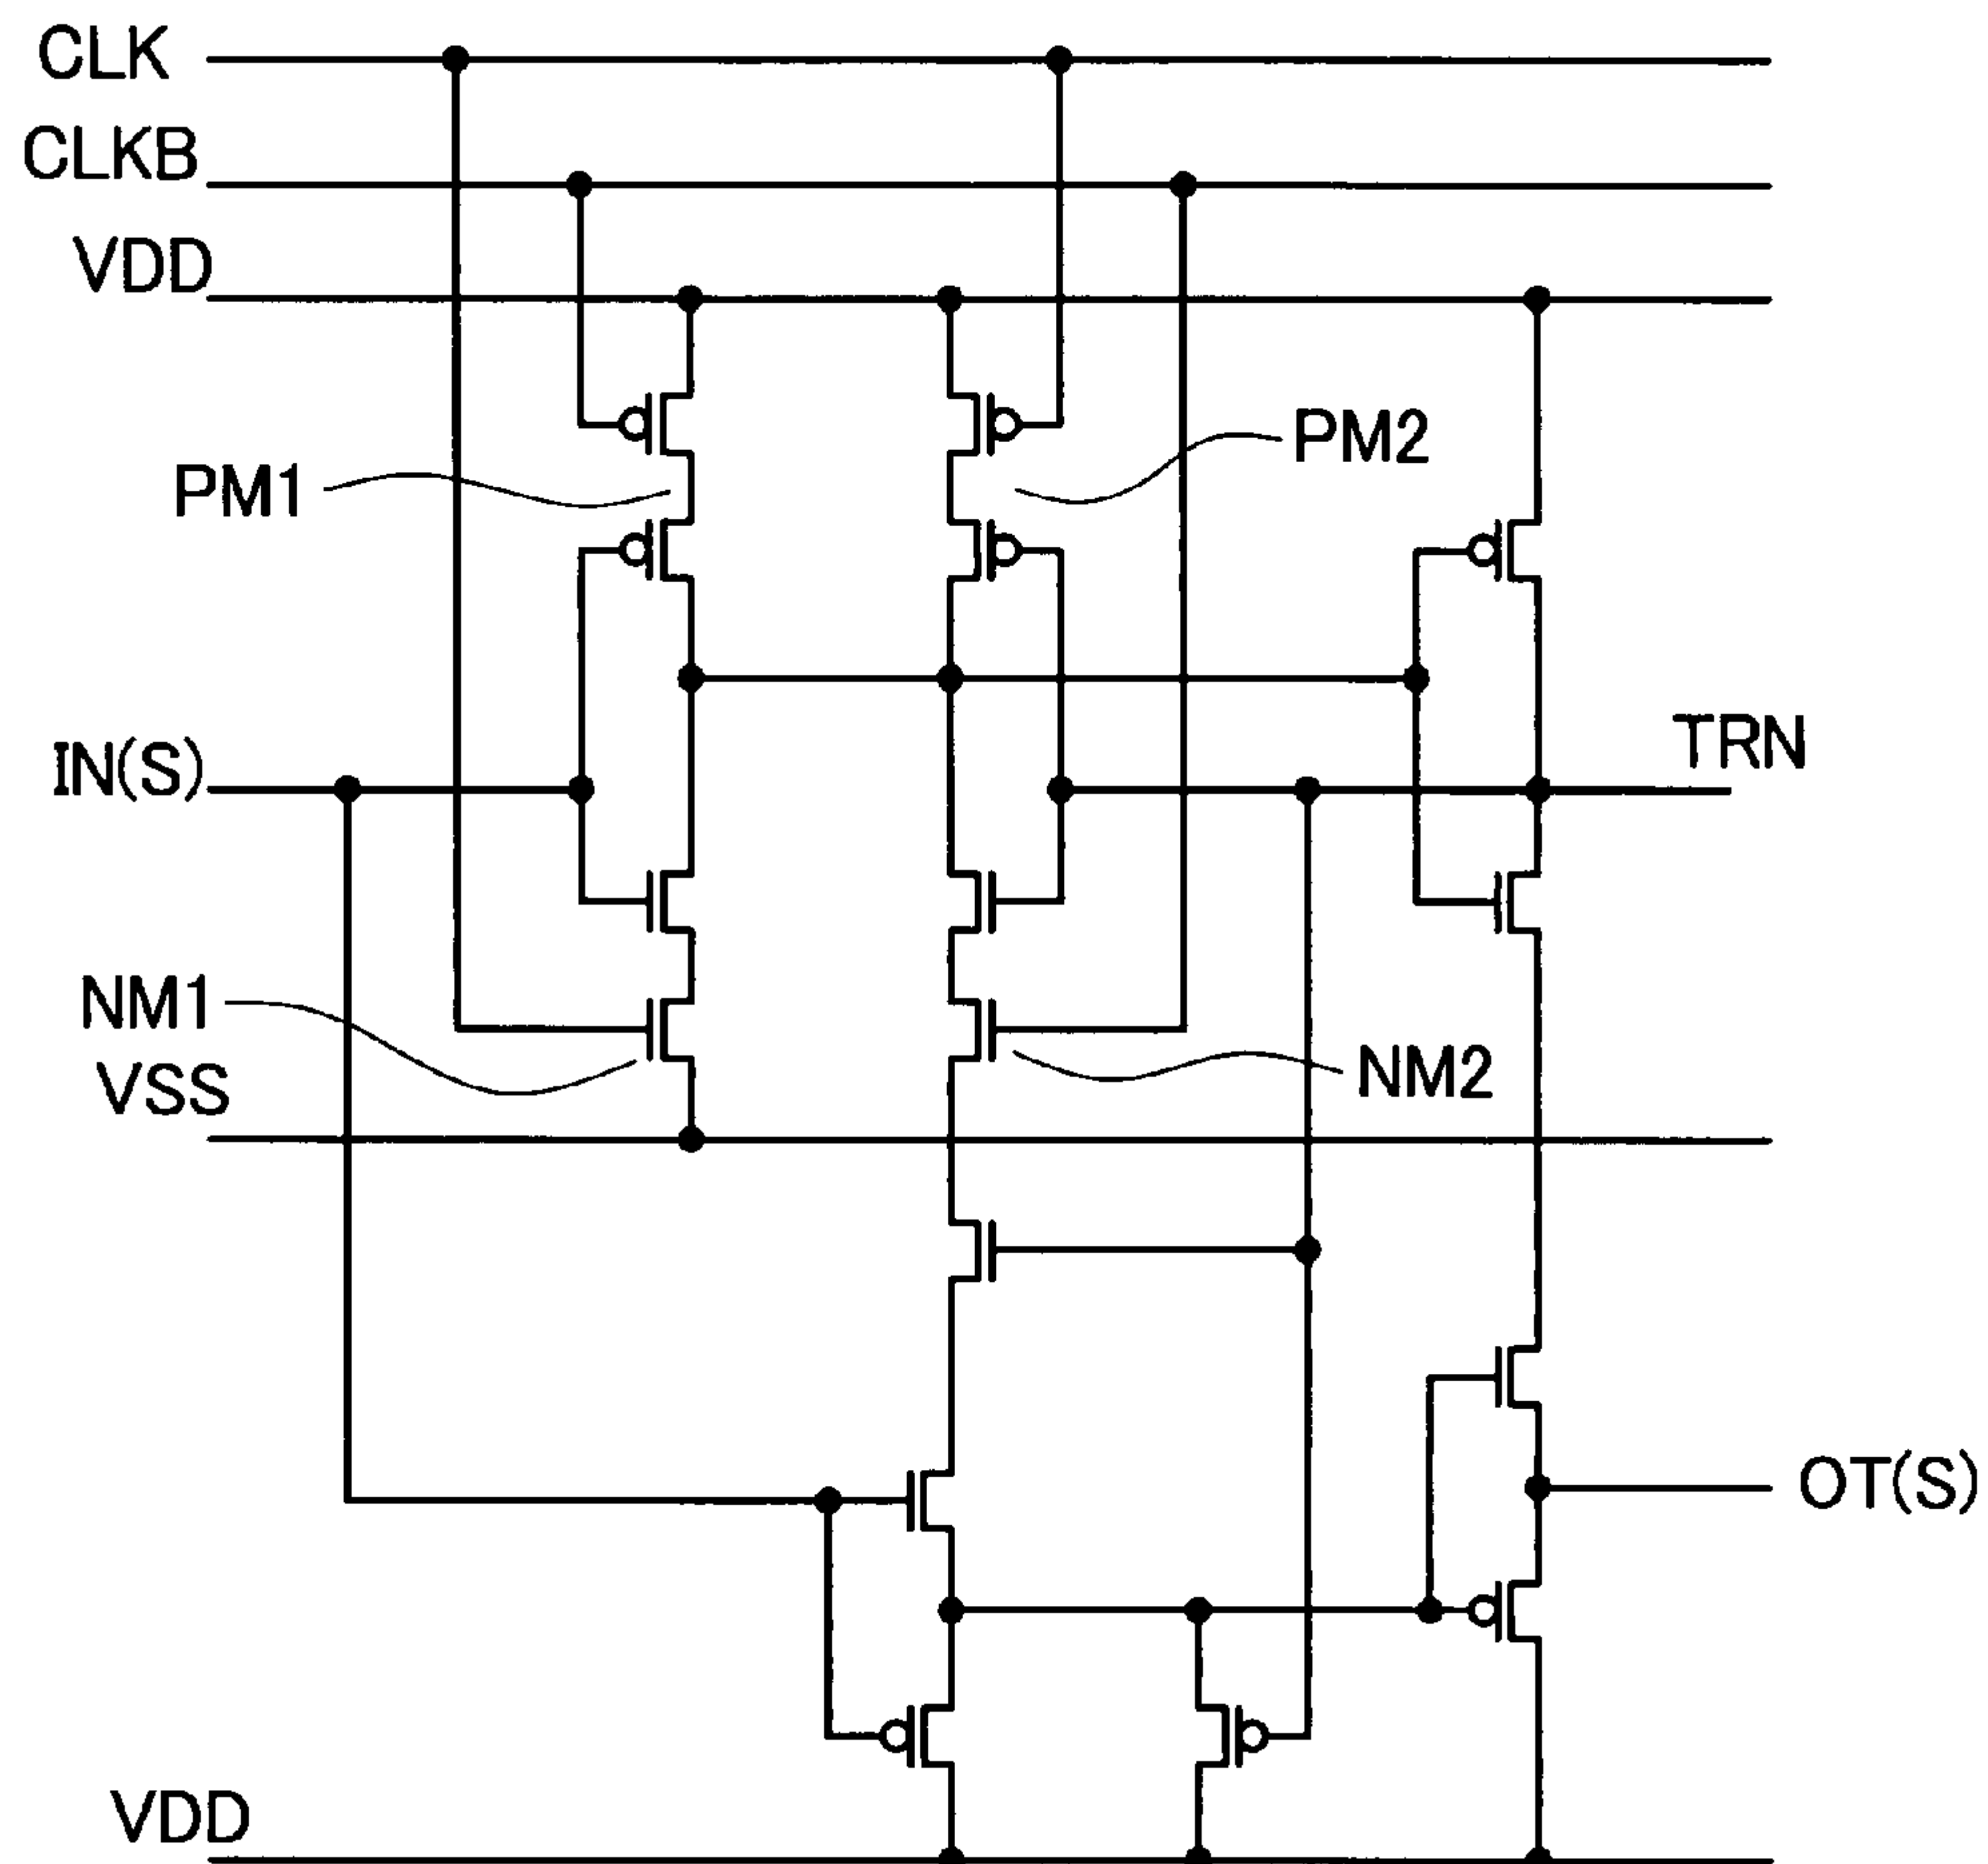 CLK
CLKB
VDD
PM2
PM1
TRN
IN(S)
NM1
NM2
VSS
OT(S)
VDD